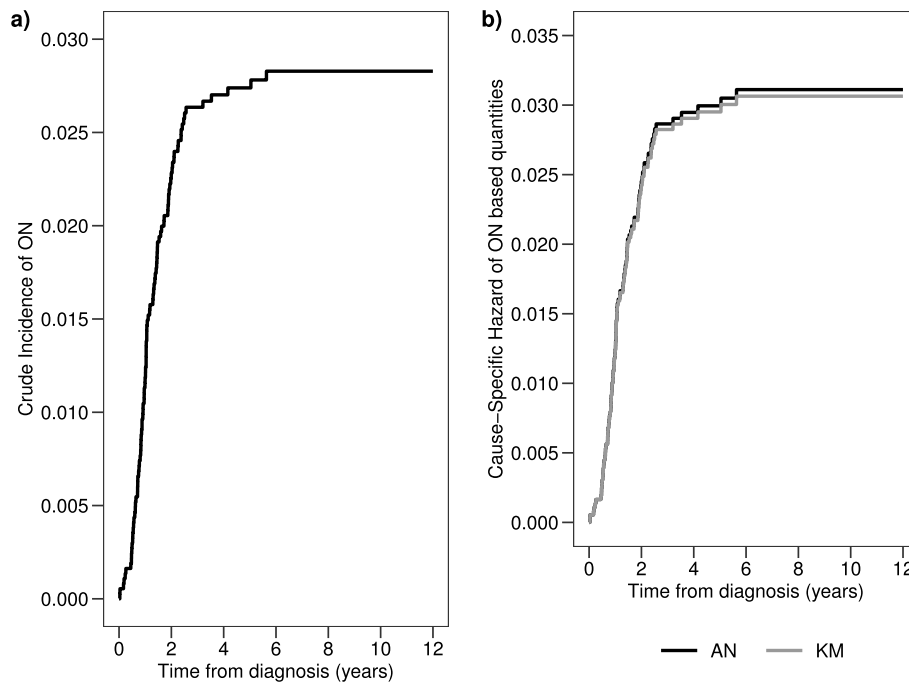 a)
Crude Incidence of ON
0.030
0.025
0.020
0.015
0.010
0.005
0.000
0 2 4 6 8 10 12
Time from diagnosis (years)
b)
Cause−Specific Hazard of ON based quantities
0.035
0.030
0.025
0.020
0.015
0.010
0.005
0.000
0 2 4 6 8 10 12
Time from diagnosis (years)
AN KM